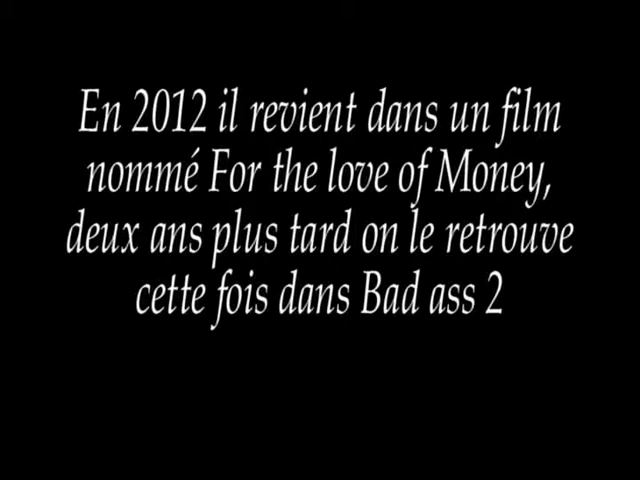 En 2012 il revient dans un film
nommé For the love of Money,
deux ans plus tard on le retrouve
cette fois dans Bad ass 2